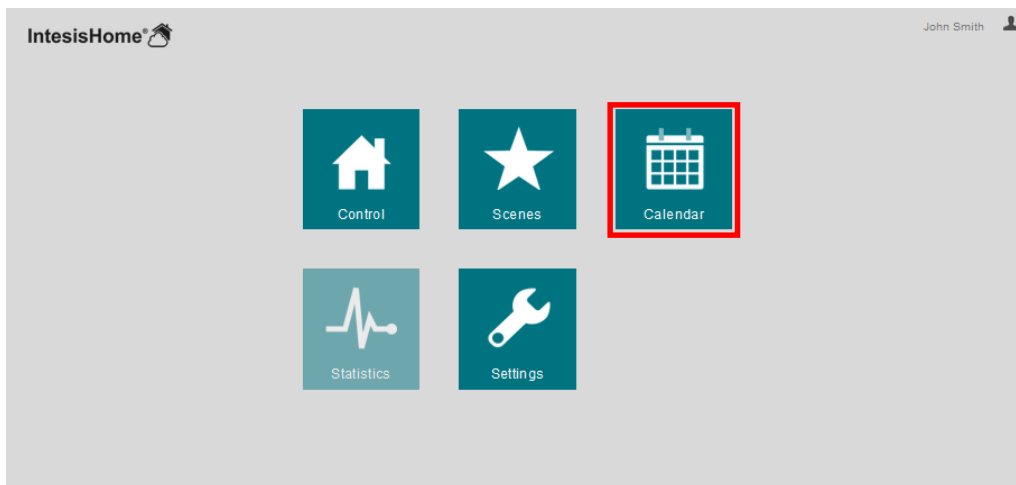 IntesisHome®
John Smith
Control
Scenes
Calendar
Statistics
Settings